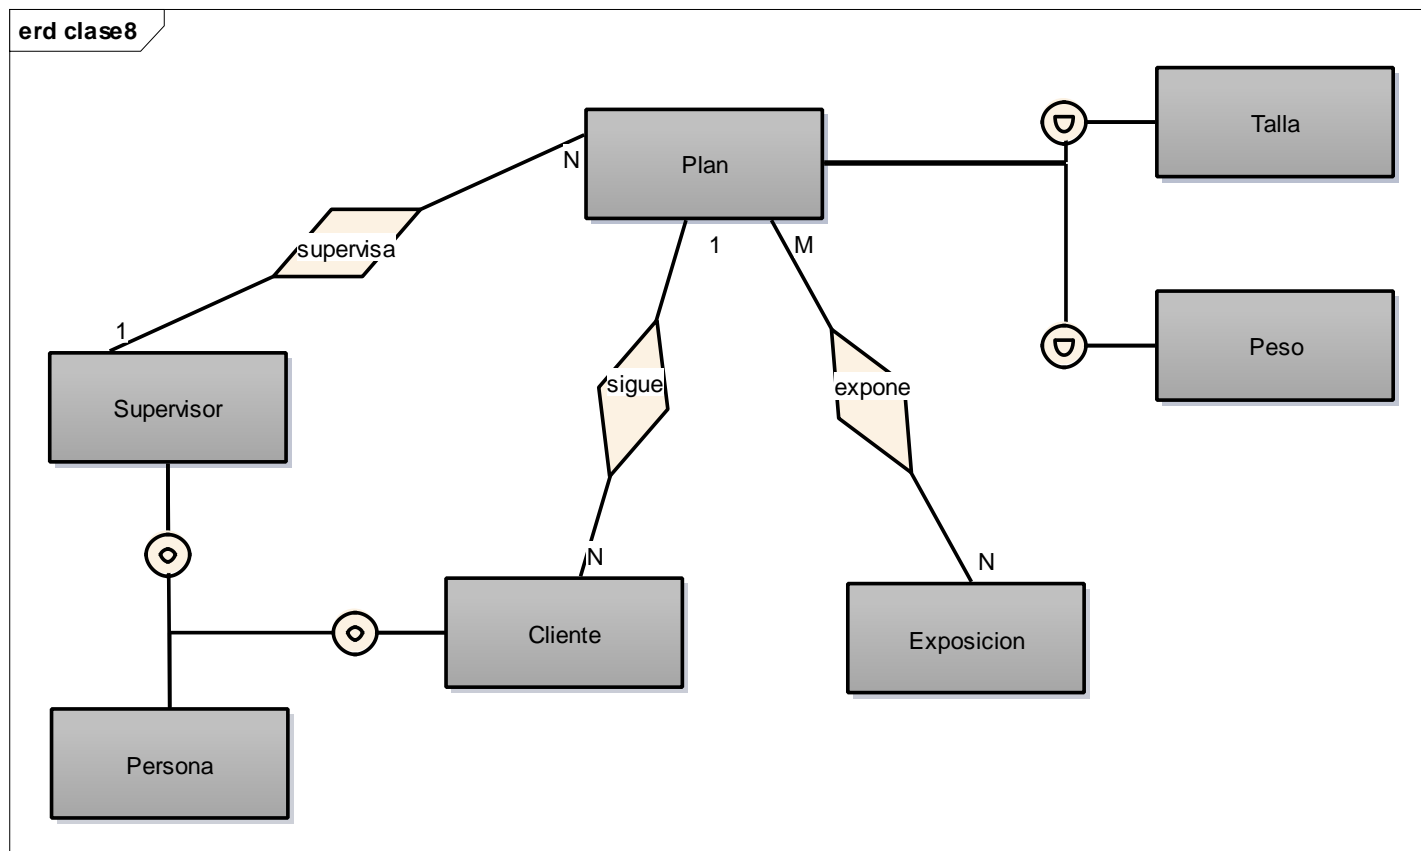 erd clase8
Talla
Plan
N
supervisa
1
M
1
Peso
sigue
expone
Supervisor
N
N
Cliente
Exposicion
Persona